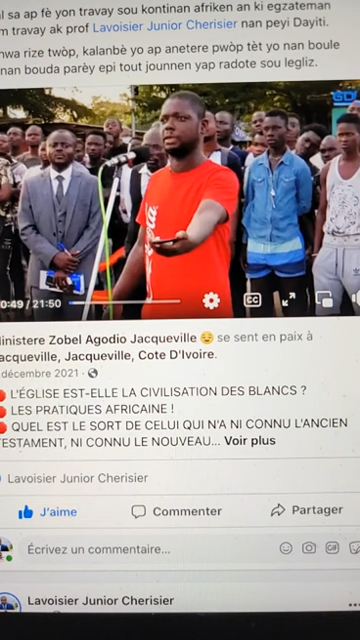 l sa ap fè yon travay sou kontinan afriken an ki egzateman
m travay ak prof Lavoisier Junior Cherisier nan peyi Dayiti.
nwa rize twòp, kalanbè yo ap anetere pwòp tèt yo nan boule
nan bouda parèy epi tout jounnen yap radote sou legliz.
0:49 / 21:50
CC
inistere Zobel Agodio Jacqueville 😌 se sent en paix à
acqueville, Jacqueville, Cote D'Ivoire.
décembre 2021 ·
L'ÉGLISE EST-ELLE LA CIVILISATION DES BLANCS ?
LES PRATIQUES AFRICAINE !
QUEL EST LE SORT DE CELUI QUI N'A NI CONNU L'ANCIEN
TESTAMENT, NI CONNU LE NOUVEAU... Voir plus
Lavoisier Junior Cherisier
J'aime
Commenter
Partager
Écrivez un commentaire...
GIF
Lavoisier Junior Cherisier